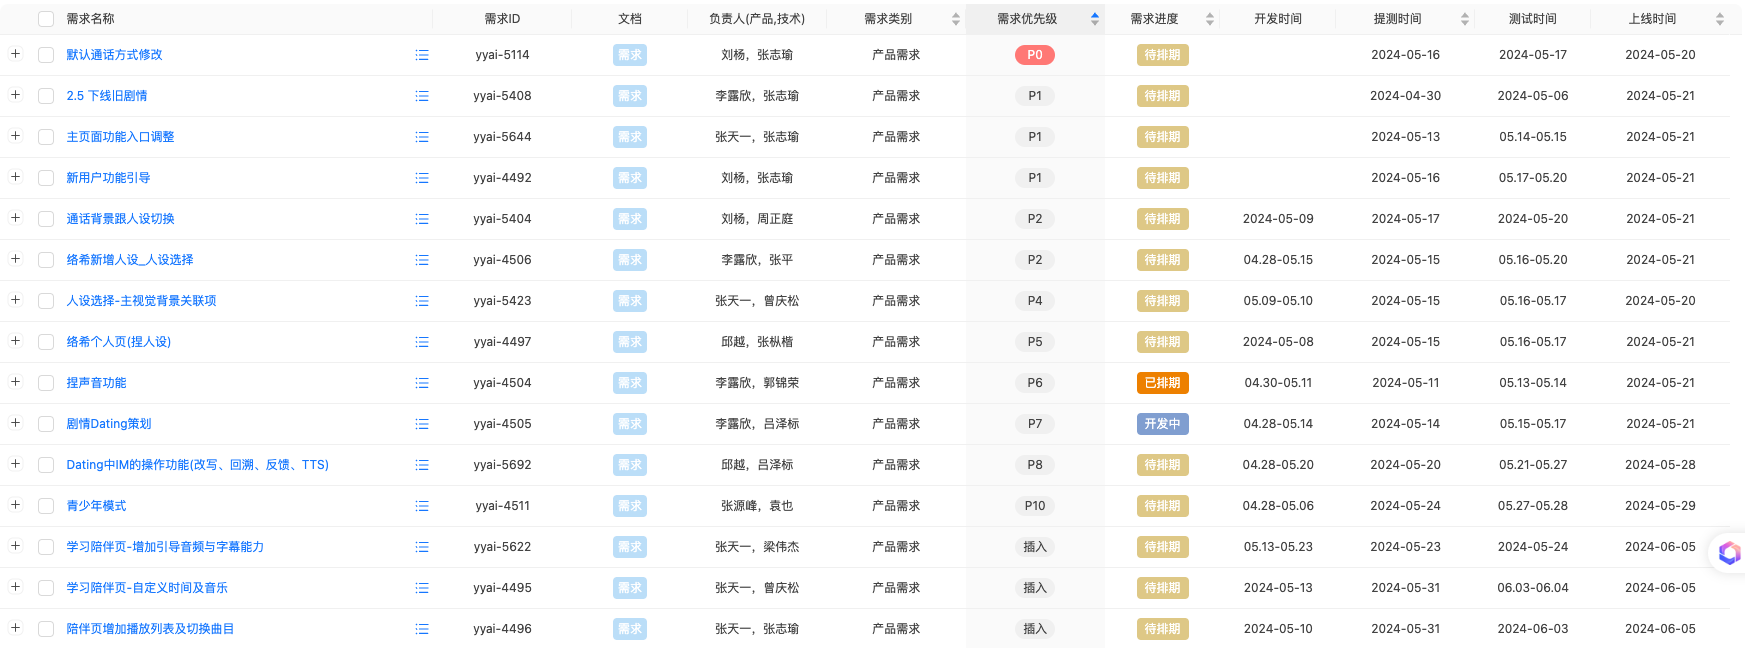 需求名称 需求ID 文档 负责人(产品,技术) 需求类别 需求优先级 需求进度 开发时间 提测时间 测试时间 上线时间
默认通话方式修改 yyai-5114 需求 刘杨，张志瑜 产品需求 P0 待排期 2024-05-16 2024-05-17 2024-05-20
2.5 下线旧剧情 yyai-5408 需求 李露欣，张志瑜 产品需求 P1 待排期 2024-04-30 2024-05-06 2024-05-21
主页面功能入口调整 yyai-5644 需求 张天一，张志瑜 产品需求 P1 待排期 2024-05-13 05.14-05.15 2024-05-21
新用户功能引导 yyai-4492 需求 刘杨，张志瑜 产品需求 P1 待排期 2024-05-16 05.17-05.20 2024-05-21
通话背景跟人设切换 yyai-5404 需求 刘杨，周正庭 产品需求 P2 待排期 2024-05-09 2024-05-17 2024-05-20 2024-05-21
络希新增人设_人设选择 yyai-4506 需求 李露欣，张平 产品需求 P2 待排期 04.28-05.15 2024-05-15 05.16-05.20 2024-05-21
人设选择-主视觉背景关联项 yyai-5423 需求 张天一，曾庆松 产品需求 P4 待排期 05.09-05.10 2024-05-15 05.16-05.17 2024-05-20
络希个人页(捏人设) yyai-4497 需求 邱越，张枞楷 产品需求 P5 待排期 2024-05-08 2024-05-15 05.16-05.17 2024-05-21
捏声音功能 yyai-4504 需求 李露欣，郭锦荣 产品需求 P6 已排期 04.30-05.11 2024-05-11 05.13-05.14 2024-05-21
剧情Dating策划 yyai-4505 需求 李露欣，吕泽标 产品需求 P7 开发中 04.28-05.14 2024-05-14 05.15-05.17 2024-05-21
Dating中IM的操作功能(改写、回溯、反馈、TTS) yyai-5692 需求 邱越，吕泽标 产品需求 P8 待排期 04.28-05.20 2024-05-20 05.21-05.27 2024-05-28
青少年模式 yyai-4511 需求 张源峰，袁也 产品需求 P10 待排期 04.28-05.06 2024-05-24 05.27-05.28 2024-05-29
学习陪伴页-增加引导音频与字幕能力 yyai-5622 需求 张天一，梁伟杰 产品需求 插入 待排期 05.13-05.23 2024-05-23 2024-05-24 2024-06-05
学习陪伴页-自定义时间及音乐 yyai-4495 需求 张天一，曾庆松 产品需求 插入 待排期 2024-05-13 2024-05-31 06.03-06.04 2024-06-05
陪伴页增加播放列表及切换曲目 yyai-4496 需求 张天一，张志瑜 产品需求 插入 待排期 2024-05-10 2024-05-31 2024-06-03 2024-06-05